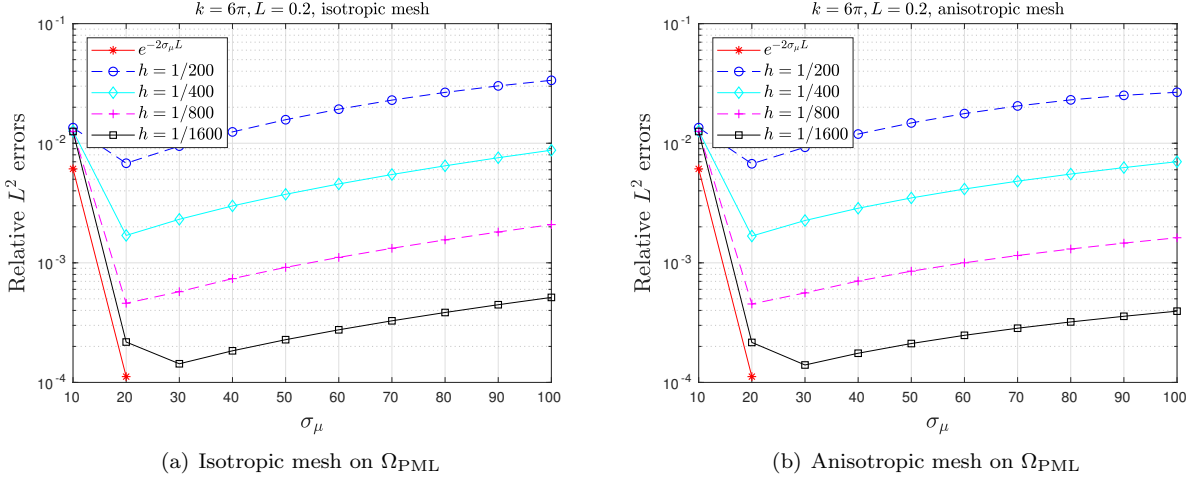 k = 6π, L = 0.2, isotropic mesh
10⁻¹
10⁻²
10⁻³
10⁻⁴
Relative L² errors
e^{−2σ_μL}
h = 1/200
h = 1/400
h = 1/800
h = 1/1600
10 20 30 40 50 60 70 80 90 100
σ_μ
(a) Isotropic mesh on Ω_PML
k = 6π, L = 0.2, anisotropic mesh
10⁻¹
10⁻²
10⁻³
10⁻⁴
Relative L² errors
e^{−2σ_μL}
h = 1/200
h = 1/400
h = 1/800
h = 1/1600
10 20 30 40 50 60 70 80 90 100
σ_μ
(b) Anisotropic mesh on Ω_PML